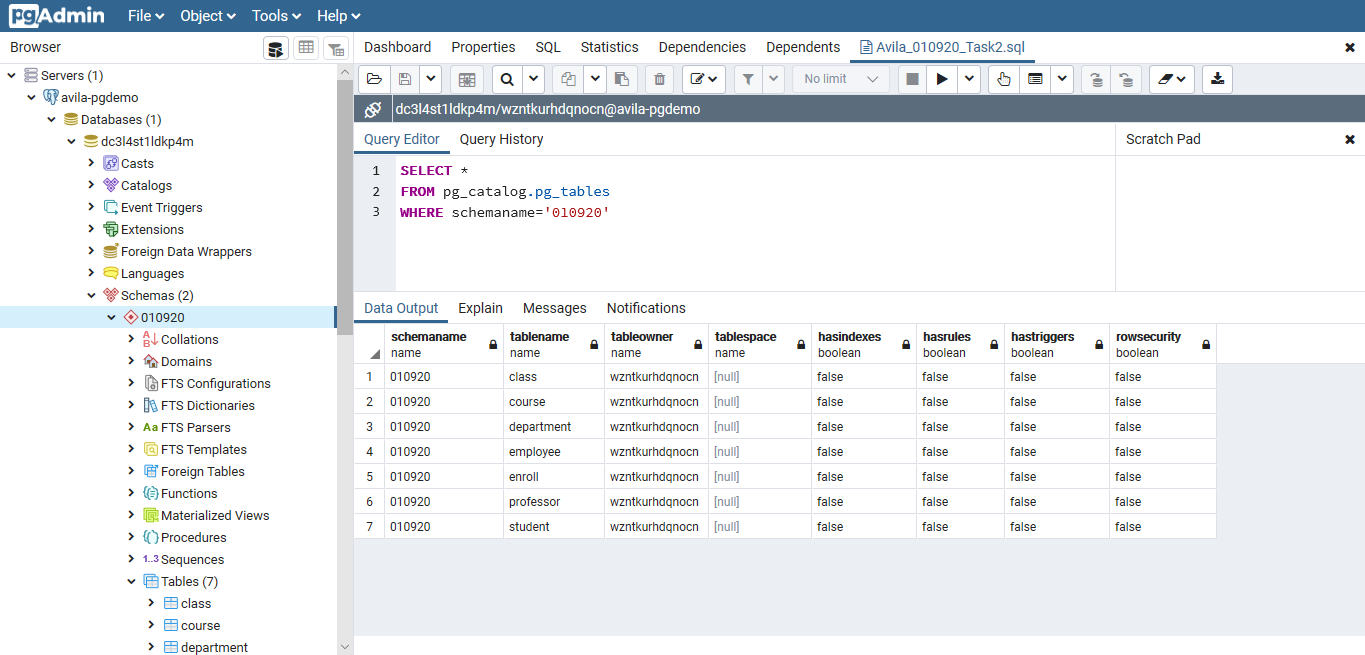 pgAdmin File Object Tools Help
Browser
Servers (1)
avila-pgdemo
Databases (1)
dc3l4st1ldkp4m
Casts
Catalogs
Event Triggers
Extensions
Foreign Data Wrappers
Languages
Schemas (2)
010920
Collations
Domains
FTS Configurations
FTS Dictionaries
Aa FTS Parsers
FTS Templates
Foreign Tables
Functions
Materialized Views
Procedures
1..3 Sequences
Tables (7)
class
course
department
Dashboard Properties SQL Statistics Dependencies Dependents Avila_010920_Task2.sql
No limit
dc3l4st1ldkp4m/wzntkurhdqnocn@avila-pgdemo
Query Editor Query History
Scratch Pad
1 SELECT *
2 FROM pg_catalog.pg_tables
3 WHERE schemaname='010920'
Data Output Explain Messages Notifications
schemaname tablename tableowner tablespace hasindexes hasrules hastriggers rowsecurity
name name name name boolean boolean boolean boolean
1 010920 class wzntkurhdqnocn [null] false false false false
2 010920 course wzntkurhdqnocn [null] false false false false
3 010920 department wzntkurhdqnocn [null] false false false false
4 010920 employee wzntkurhdqnocn [null] false false false false
5 010920 enroll wzntkurhdqnocn [null] false false false false
6 010920 professor wzntkurhdqnocn [null] false false false false
7 010920 student wzntkurhdqnocn [null] false false false false